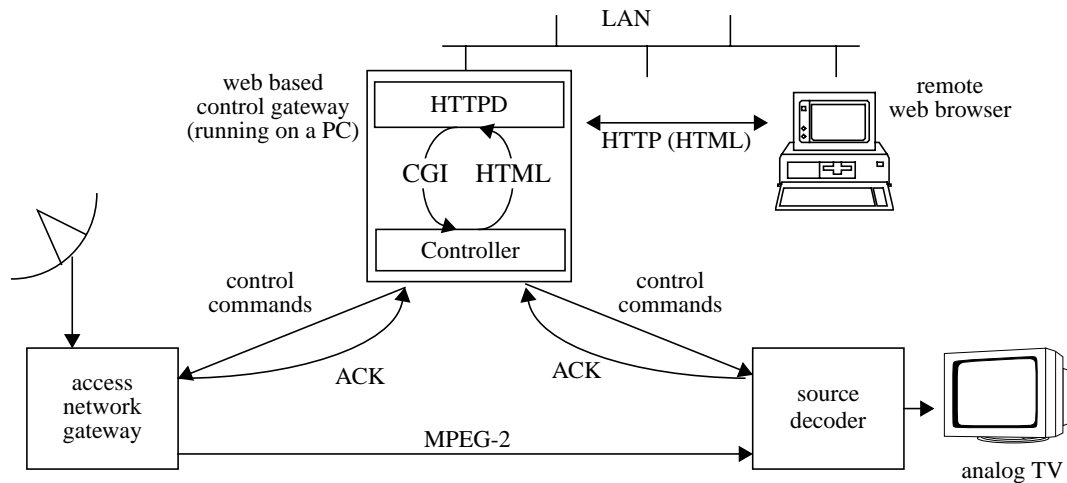 LAN
web based
control gateway
(running on a PC)
HTTPD
remote
web browser
HTTP (HTML)
CGI
HTML
Controller
control
commands
control
commands
ACK
ACK
access
network
gateway
source
decoder
MPEG-2
analog TV